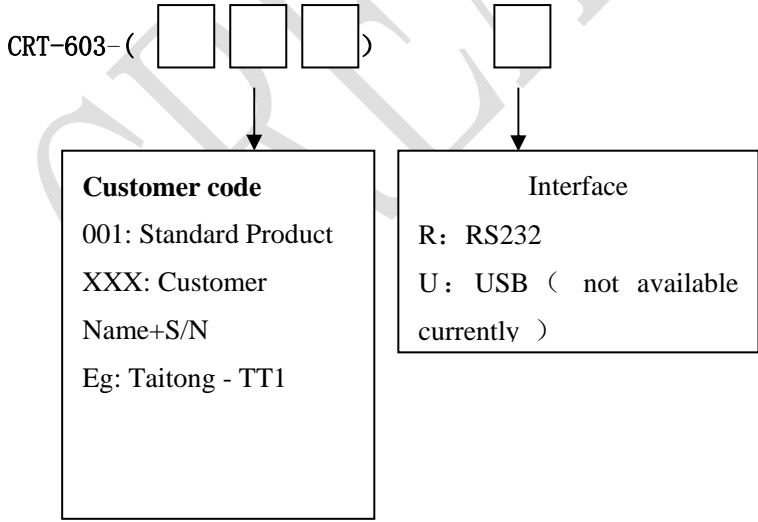 CRT-603-( )
Customer code
001: Standard Product
XXX: Customer
Name+S/N
Eg: Taitong - TT1
Interface
R：RS232
U：USB（ not available
currently ）